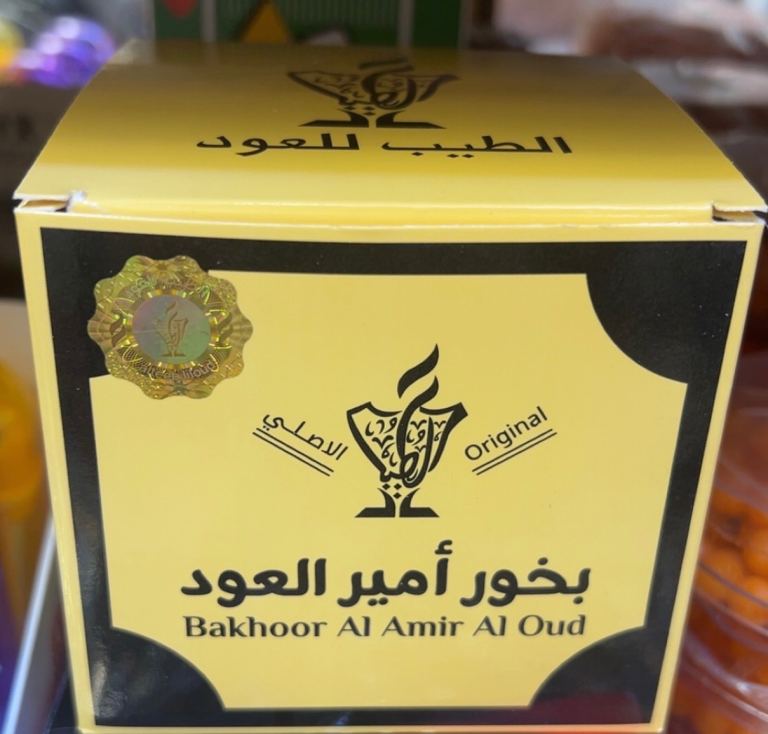 الطيب للعود
الاصلي
Original
بخور أمير العود
Bakhoor Al Amir Al Oud